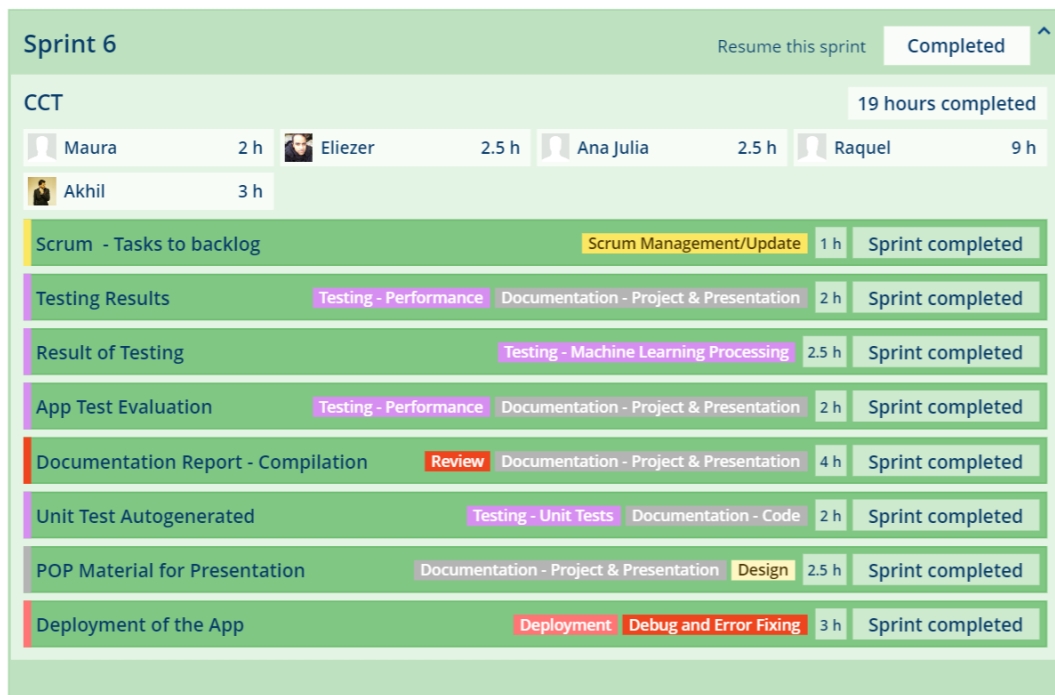 Sprint 6 Resume this sprint Completed
CCT 19 hours completed
Maura 2 h Eliezer 2.5 h Ana Julia 2.5 h Raquel 9 h
Akhil 3 h
Scrum - Tasks to backlog Scrum Management/Update 1 h Sprint completed
Testing Results Testing - Performance Documentation - Project & Presentation 2 h Sprint completed
Result of Testing Testing - Machine Learning Processing 2.5 h Sprint completed
App Test Evaluation Testing - Performance Documentation - Project & Presentation 2 h Sprint completed
Documentation Report - Compilation Review Documentation - Project & Presentation 4 h Sprint completed
Unit Test Autogenerated Testing - Unit Tests Documentation - Code 2 h Sprint completed
POP Material for Presentation Documentation - Project & Presentation Design 2.5 h Sprint completed
Deployment of the App Deployment Debug and Error Fixing 3 h Sprint completed